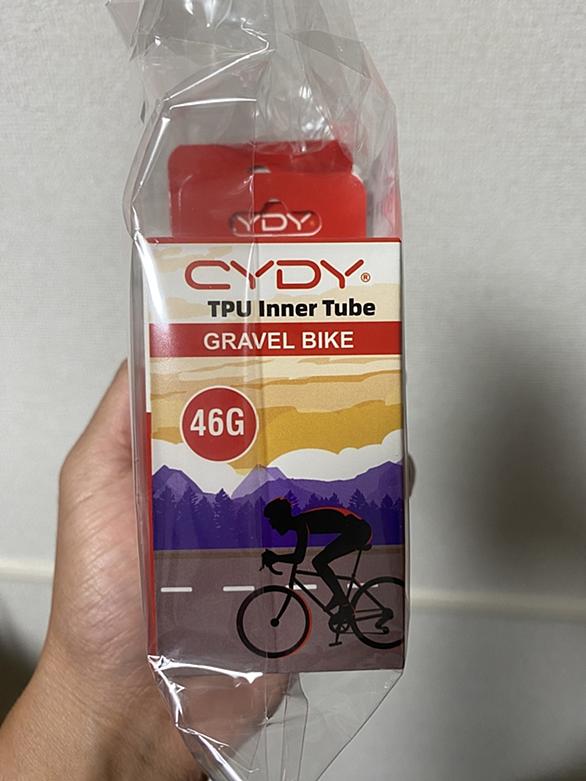 YDY
CYDY®
TPU Inner Tube
GRAVEL BIKE
46G